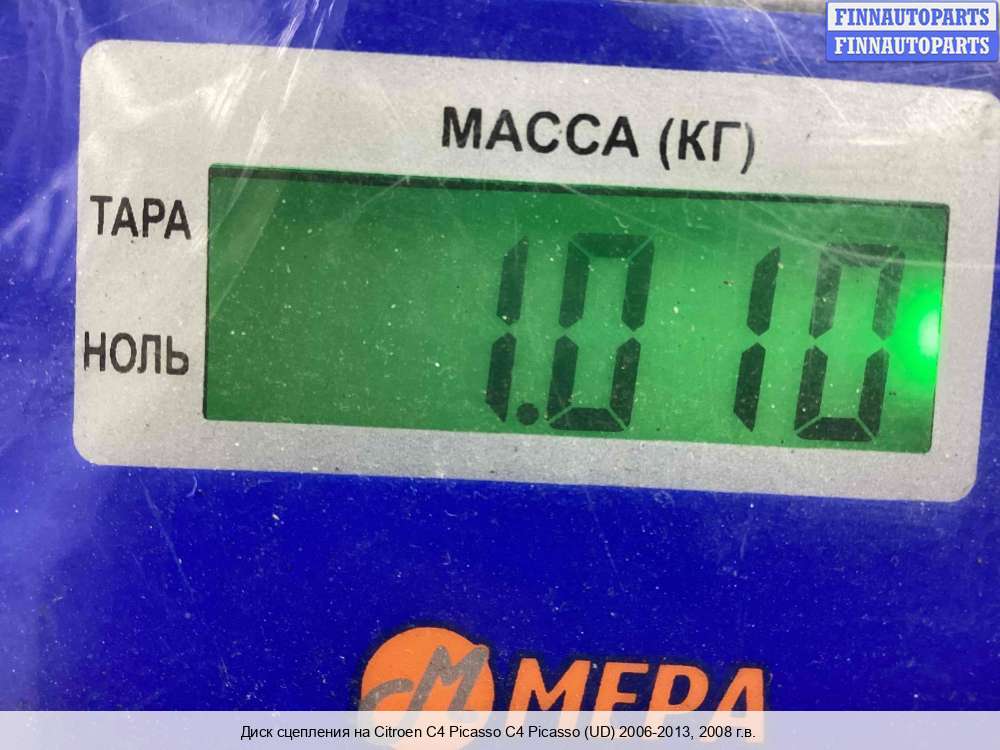 FINNAUTOPARTS
FINNAUTOPARTS
МАССА (КГ)
ТАРА
1.010
НОЛЬ
МЕРА
Диск сцепления на Citroen C4 Picasso C4 Picasso (UD) 2006-2013, 2008 г.в.